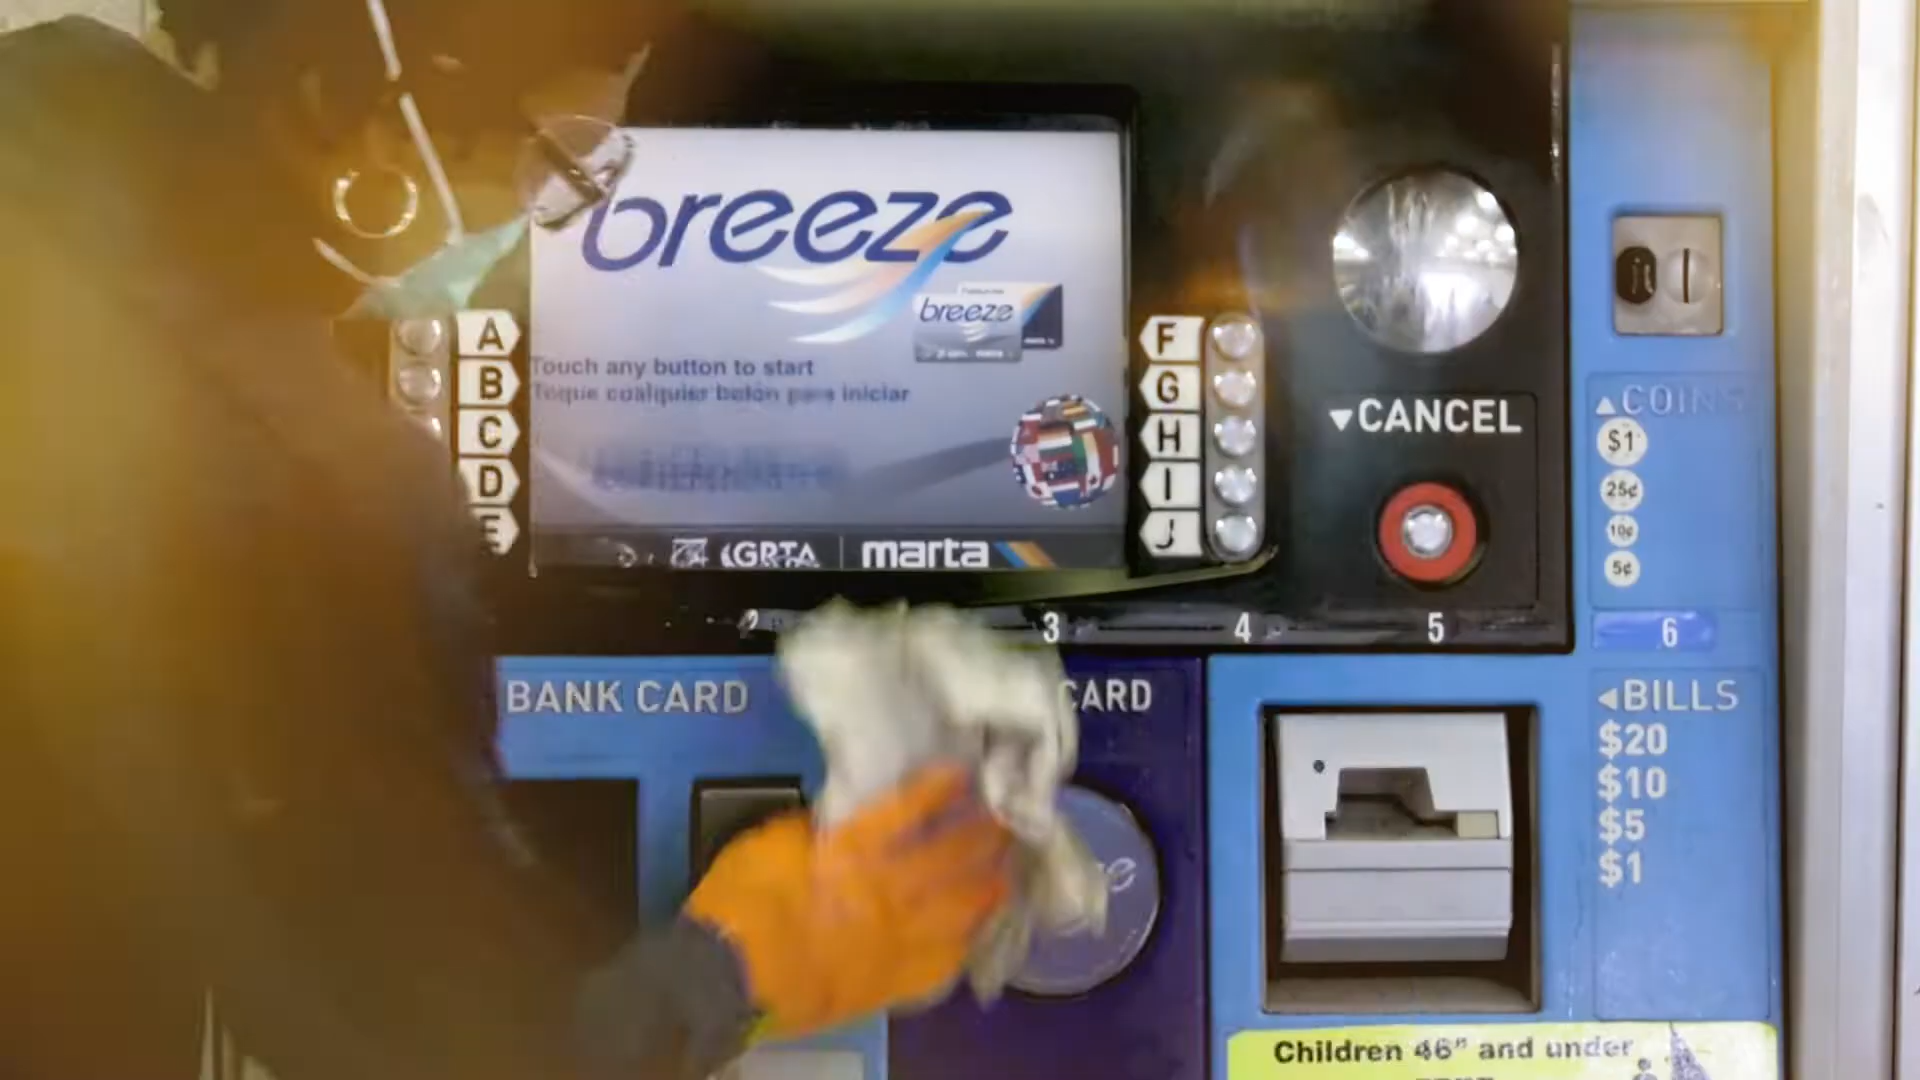 breeze
breeze
Touch any button to start
Toque cualquier botón para iniciar
A
B
C
D
E
F
G
H
I
J
GRTA
marta
▼CANCEL
▲COINS
$1
25¢
10¢
5¢
2
3
4
5
6
BANK CARD
CARD
◀BILLS
$20
$10
$5
$1
Children 46" and under